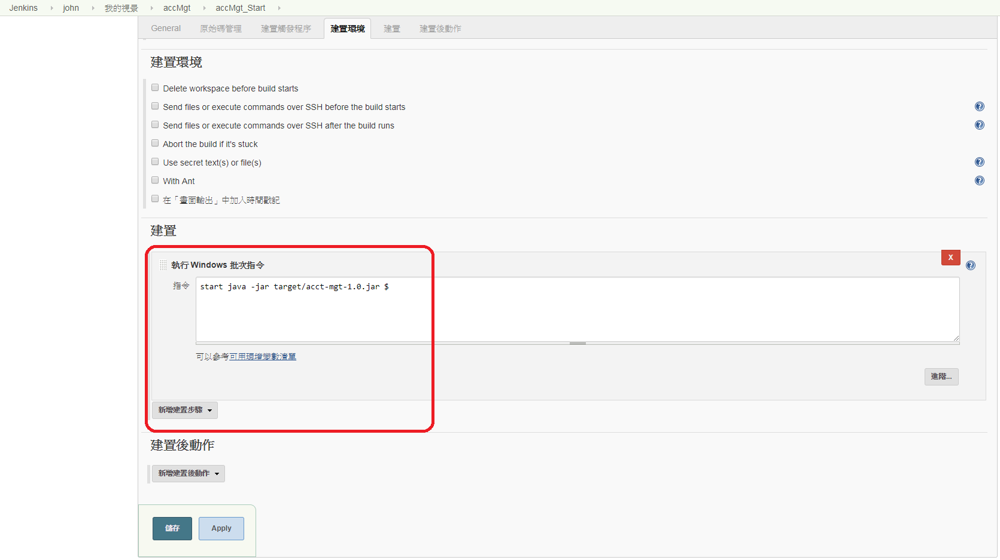 Jenkins john 我的視景 accMgt accMgt_Start
General 原始碼管理 建置觸發程序 建置環境 建置 建置後動作
建置環境
Delete workspace before build starts
Send files or execute commands over SSH before the build starts
Send files or execute commands over SSH after the build runs
Abort the build if it's stuck
Use secret text(s) or file(s)
With Ant
在「畫面輸出」中加入時間戳記
建置
X
執行 Windows 批次指令
指令 start java -jar target/acct-mgt-1.0.jar $
可以參考可用環境變數清單
進階...
新增建置步驟
建置後動作
新增建置後動作
儲存 Apply